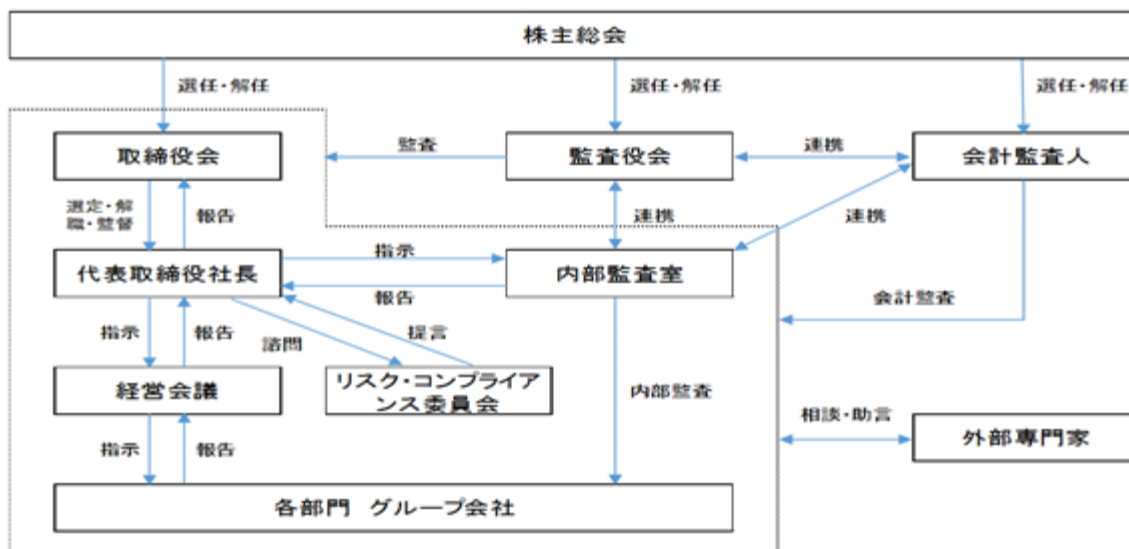 株主総会
選任・解任
選任・解任
選任・解任
取締役会
監査
監査役会
連携
会計監査人
選定・解
職・監督
報告
連携
連携
代表取締役社長
指示
報告
内部監査室
会計監査
指示
報告
諮問
提言
経営会議
リスク・コンプライア
ンス委員会
内部監査
相談・助言
外部専門家
指示
報告
各部門 グループ会社